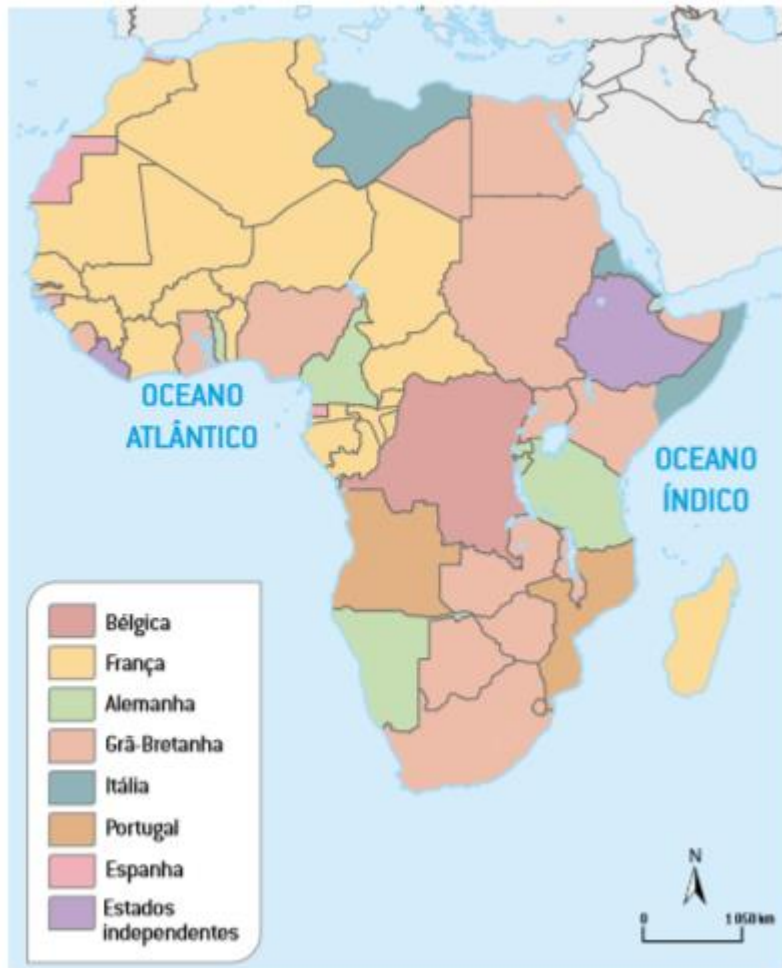 OCEANO
ATLÂNTICO
OCEANO
ÍNDICO
Bélgica
França
Alemanha
Grã-Bretanha
Itália
Portugal
Espanha
Estados
independentes
N
0 1 050 km